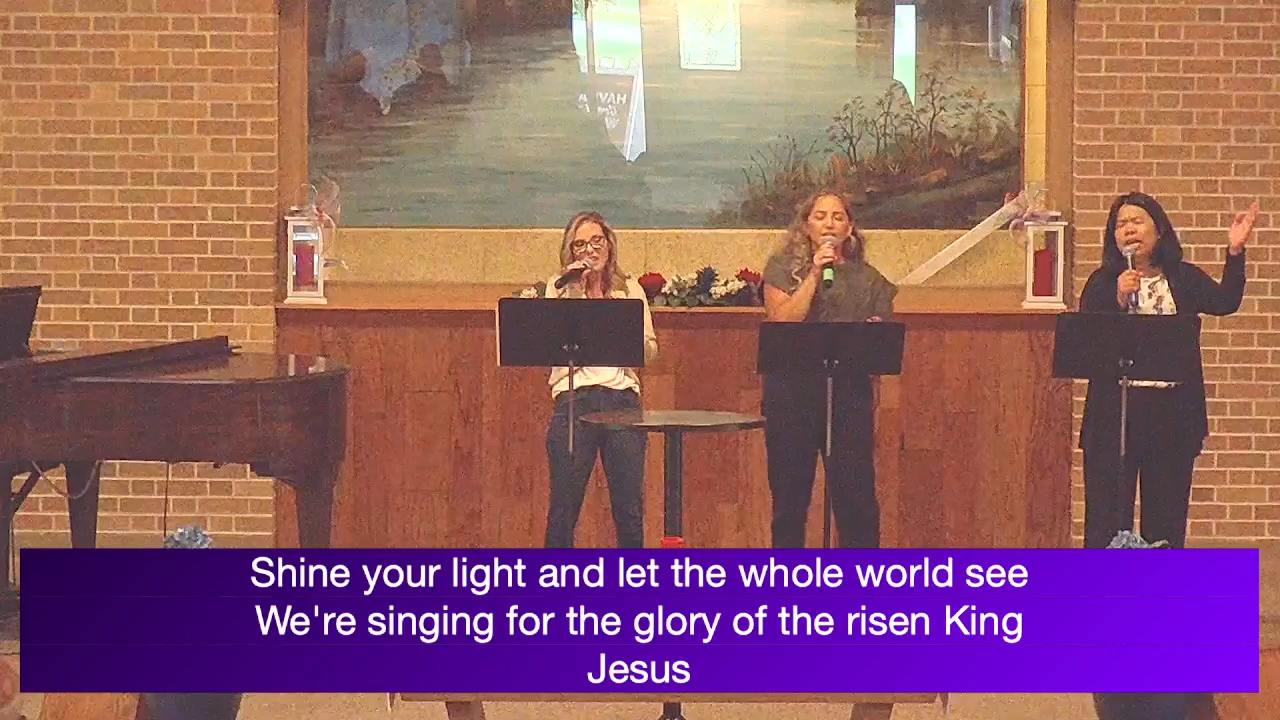 Shine your light and let the whole world see
We're singing for the glory of the risen King
Jesus